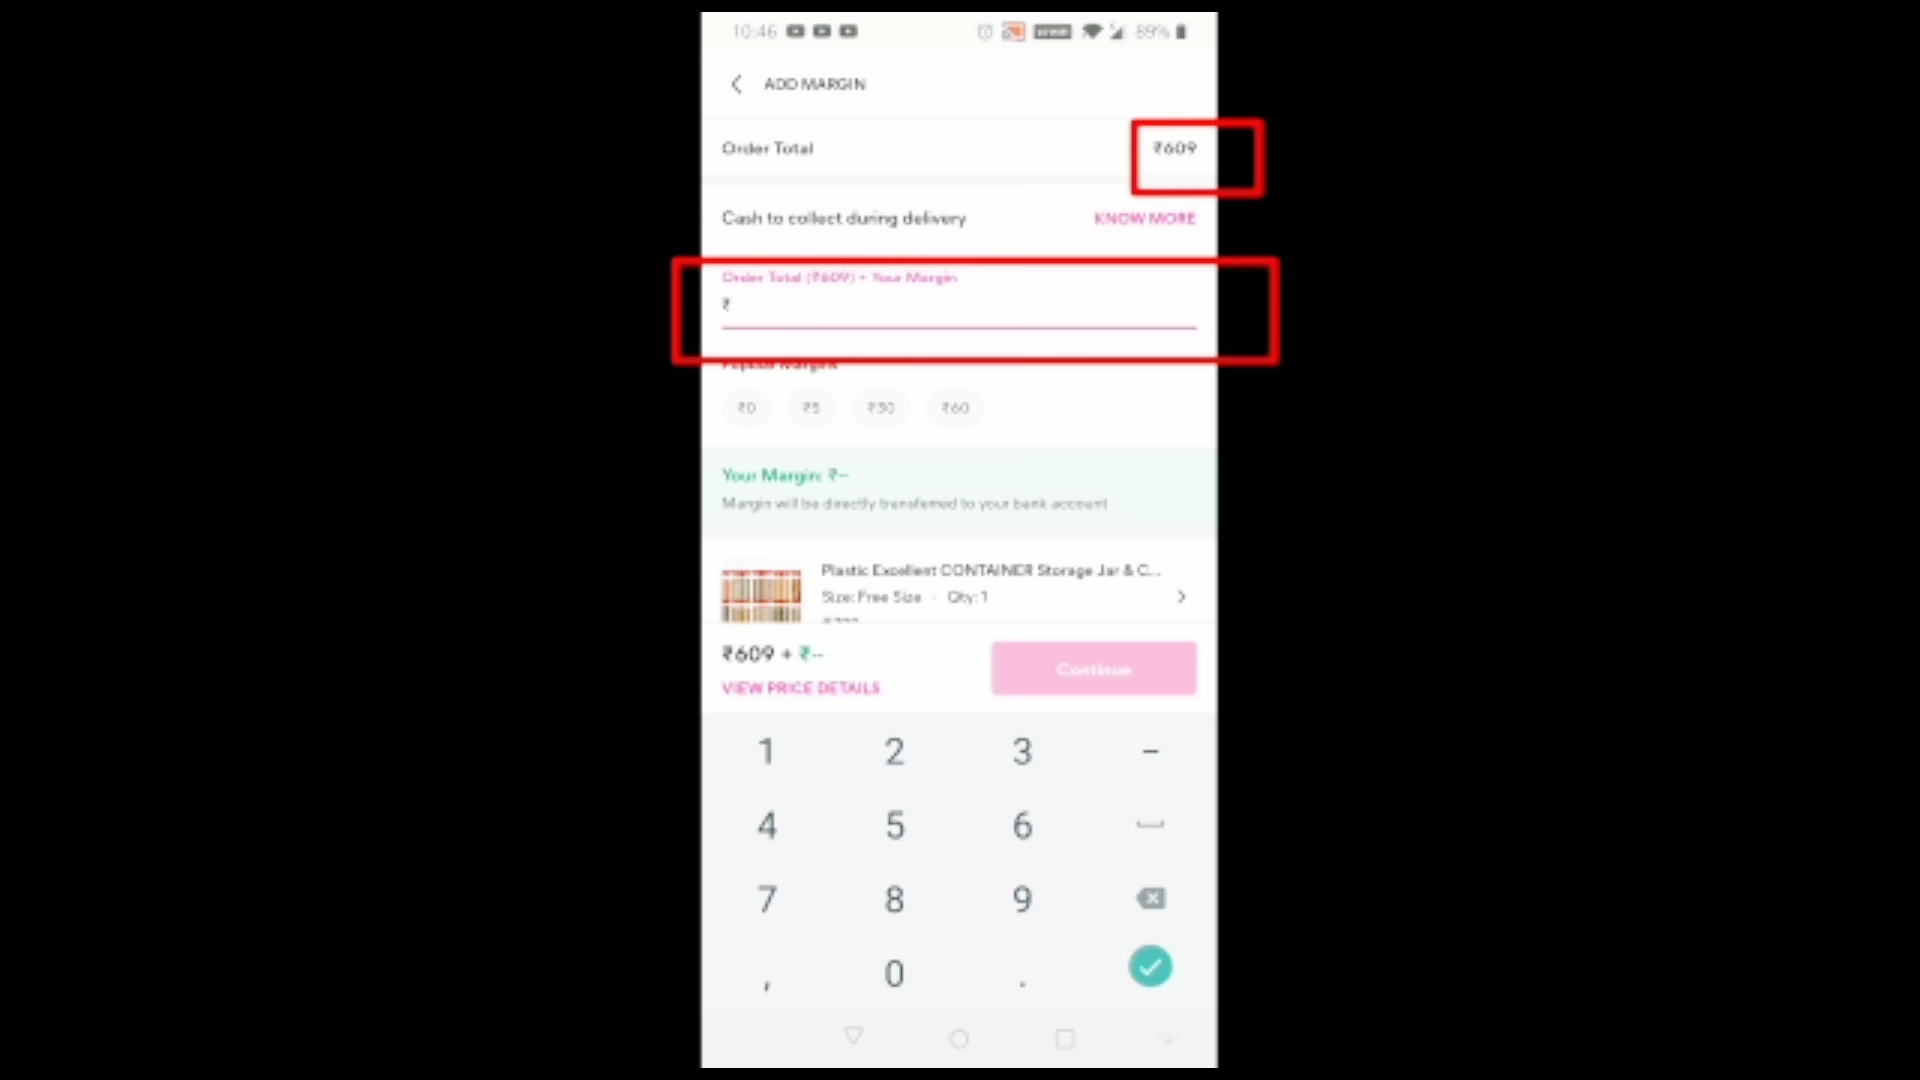 10:46 89%
ADD MARGIN
Order Total ₹609
Cash to collect during delivery KNOW MORE
Order Total (₹609) + Your Margin
₹
Popular Margins
₹0 ₹5 ₹30 ₹60
Your Margin: ₹--
Margin will be directly transferred to your bank account
Plastic Excellent CONTAINER Storage Jar & C...
Size: Free Size · Qty: 1
₹609 + ₹--
VIEW PRICE DETAILS
Continue
1 2 3 –
4 5 6
7 8 9
, 0 .